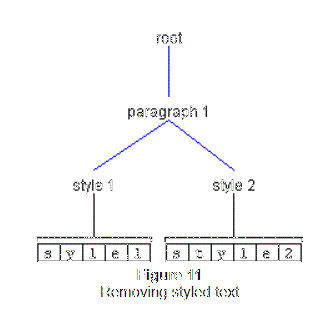 root
paragraph 1
style 1 style 2
s y l e 1 s t y l e 2
Figure 11
Removing styled text